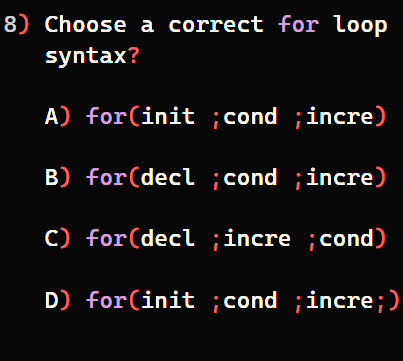 8) Choose a correct for loop
syntax?
A) for(init ;cond ;incre)
B) for(decl ;cond ;incre)
C) for(decl ;incre ;cond)
D) for(init ;cond ;incre;)